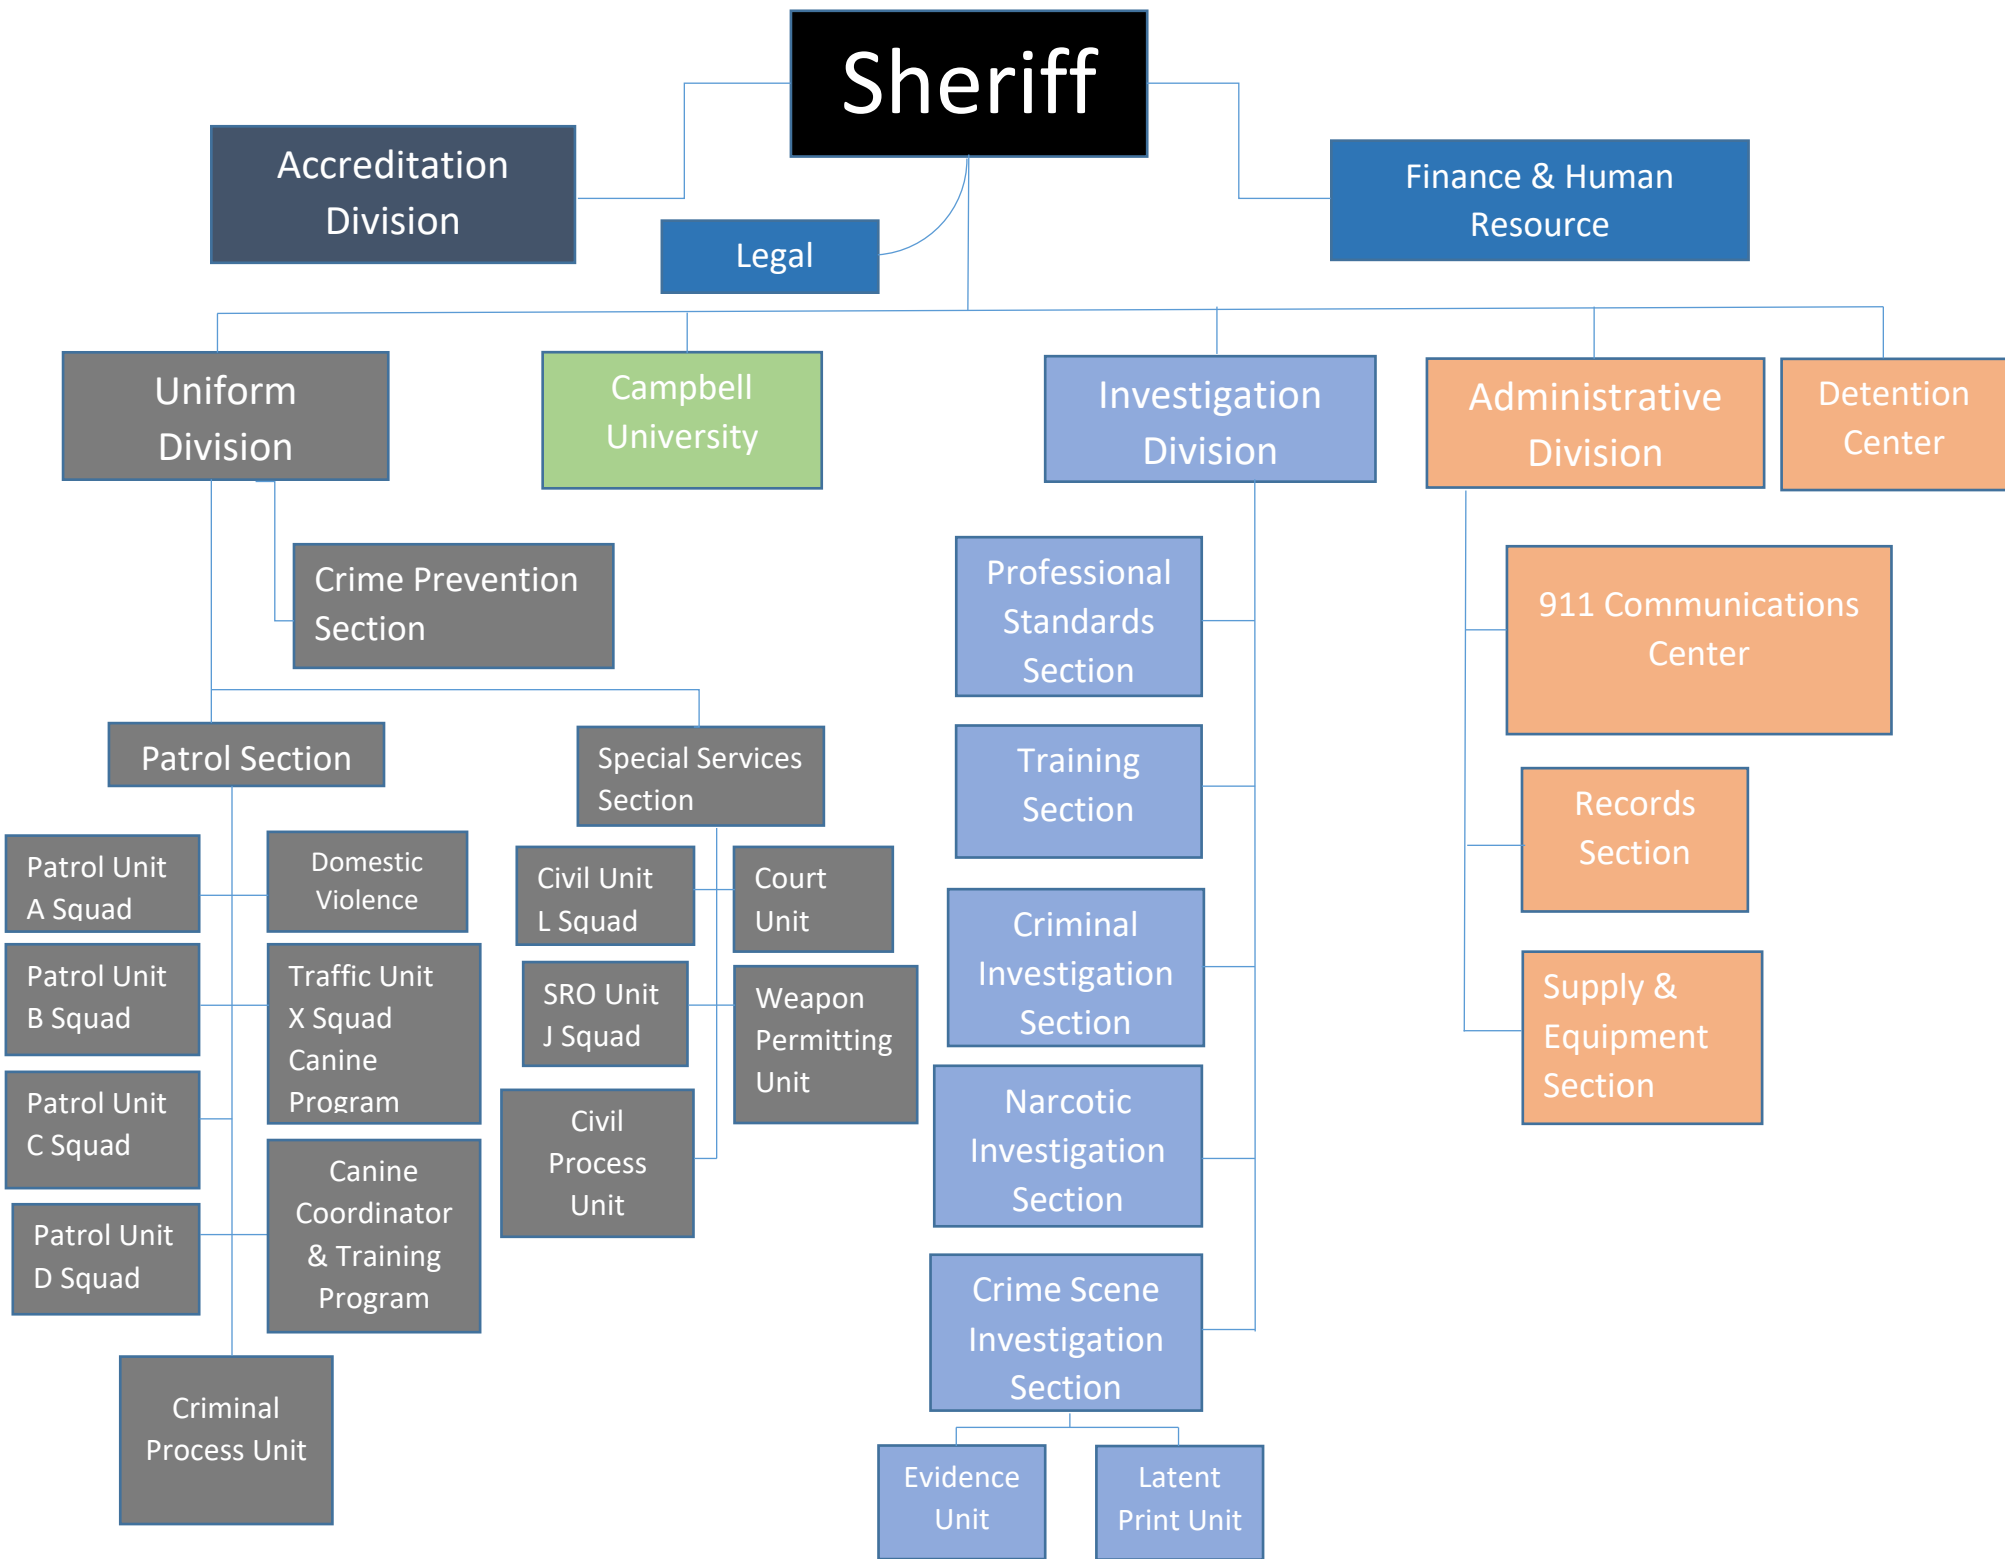 Sheriff
Accreditation
Division
Finance & Human
Resource
Legal
Uniform
Division
Campbell
University
Investigation
Division
Administrative
Division
Detention
Center
Crime Prevention
Section
Professional
Standards
Section
911 Communications
Center
Patrol Section
Special Services
Section
Training
Section
Records
Section
Patrol Unit
A Squad
Domestic
Violence
Civil Unit
L Squad
Court
Unit
Criminal
Investigation
Section
Patrol Unit
B Squad
Traffic Unit
X Squad
Canine
Program
SRO Unit
J Squad
Weapon
Permitting
Unit
Supply &
Equipment
Section
Patrol Unit
C Squad
Civil
Process
Unit
Narcotic
Investigation
Section
Patrol Unit
D Squad
Canine
Coordinator
& Training
Program
Crime Scene
Investigation
Section
Criminal
Process Unit
Evidence
Unit
Latent
Print Unit